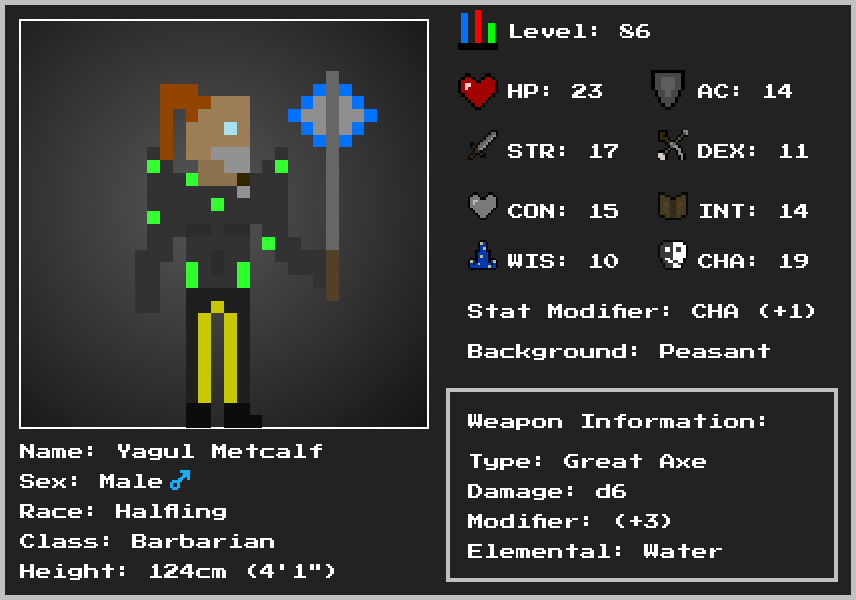 Level: 86
HP: 23
AC: 14
STR: 17
DEX: 11
CON: 15
INT: 14
WIS: 10
CHA: 19
Stat Modifier: CHA (+1)
Background: Peasant
Weapon Information:
Type: Great Axe
Damage: d6
Modifier: (+3)
Elemental: Water
Name: Yagul Metcalf
Sex: Male ♂
Race: Halfling
Class: Barbarian
Height: 124cm (4'1")